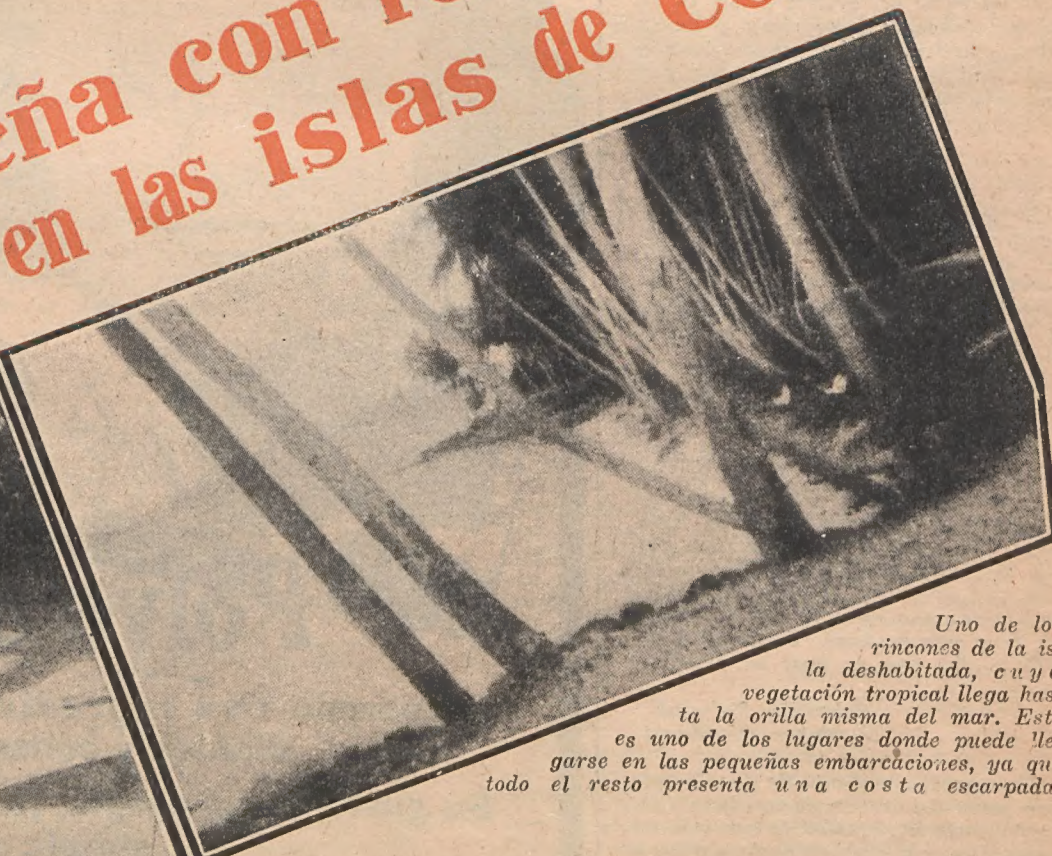 con
en las islas de
Uno de lo
rincones de la is
la deshabitada, cuy
vegetación tropical llega has
ta la orilla misma del mar. Est
es uno de los lugares donde puede lle
garse en las pequeñas embarcaciones, ya qu
todo el resto presenta una costa escarpada